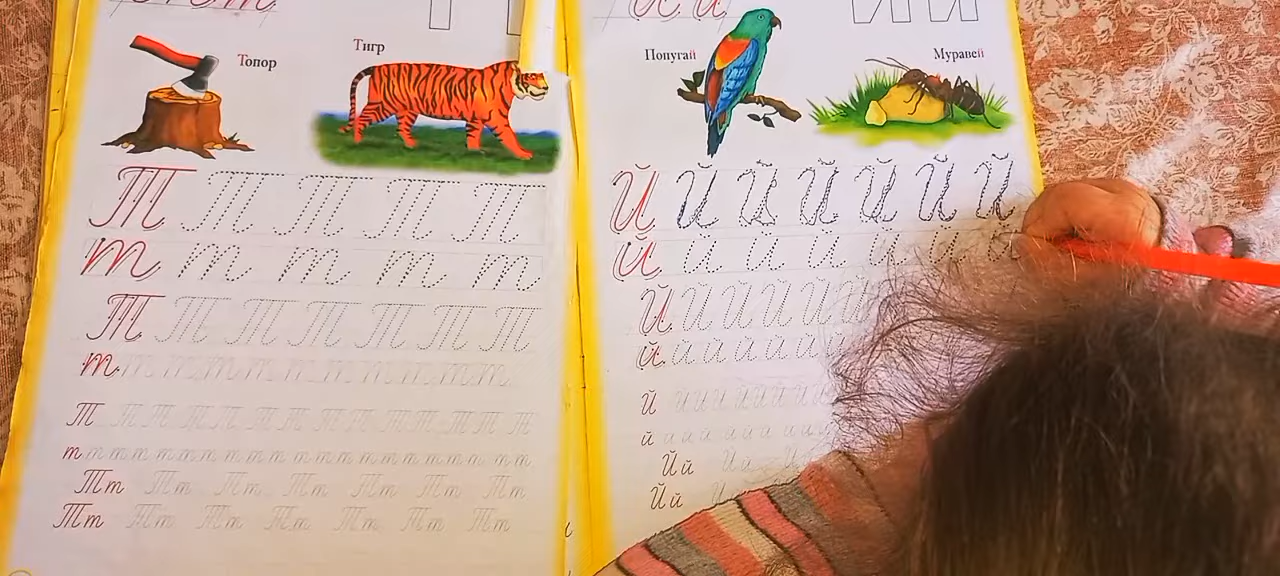 Топор
Тигр
Т Т Т Т Т
т т т т т
Т Т Т Т Т Т Т
т т т т т т т т т т
Т Т Т Т Т Т Т Т Т Т
т т т т т т т т т т т т т т т т т т
Тт Тт Тт Тт Тт Тт Тт
Тт Тт Тт Тт Тт Тт Тт
Попугай
Муравей
Й Й Й Й Й Й Й
Й Й Й Й Й Й
Й Й Й Й Й
й й й й й й
Й Й Й Й Й Й Й
й й й й й й й й
Йй Йй
Йй